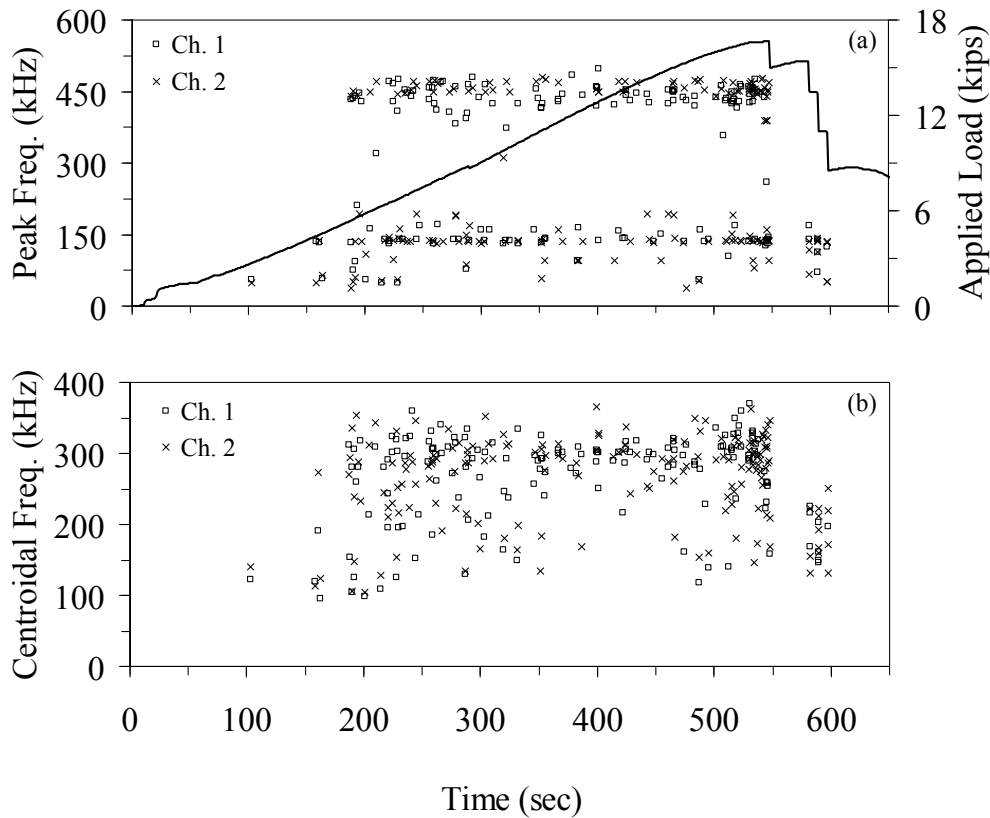 600
450
300
150
0
Peak Freq. (kHz)
Ch. 1
Ch. 2
(a)
18
12
6
0
Applied Load (kips)
400
300
200
100
0
Centroidal Freq. (kHz)
Ch. 1
Ch. 2
(b)
0 100 200 300 400 500 600
Time (sec)